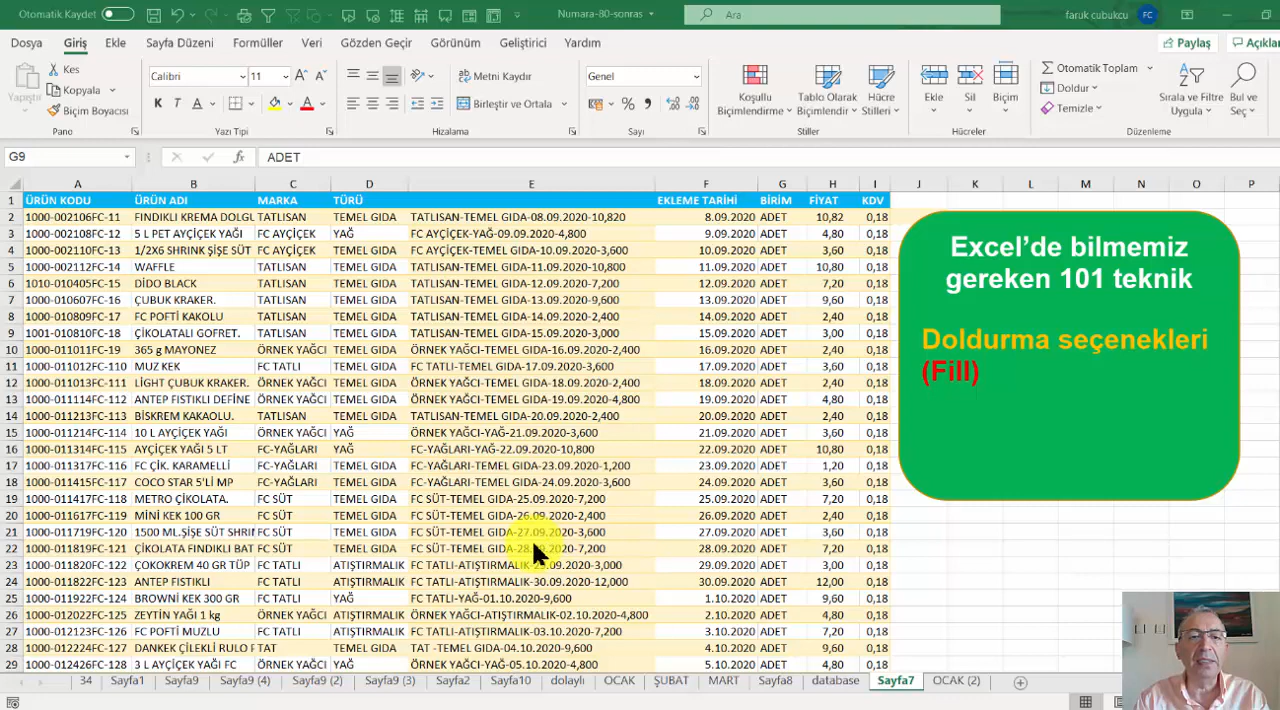 Otomatik Kaydet
Numara-80-sonras
Ara
faruk çubukcu
FC
Dosya Giriş Ekle Sayfa Düzeni Formüller Veri Gözden Geçir Görünüm Geliştirici Yardım
Paylaş
Açıklar
Yapıştır
Kes
Kopyala
Biçim Boyacısı
Pano
Calibri 11
K T A
Yazı Tipi
Metni Kaydır
Birleştir ve Ortala
Hizalama
Genel
Sayı
Koşullu Biçimlendirme
Tablo Olarak Biçimlendir
Hücre Stilleri
Stiller
Ekle Sil Biçim
Hücreler
Otomatik Toplam
Doldur
Temizle
Sırala ve Filtre Uygula
Bul ve Seç
Düzenleme
G9 fx ADET
A B C D E F G H I J K L M N O P
1 ÜRÜN KODU ÜRÜN ADI MARKA TÜRÜ EKLEME TARİHİ BİRİM FİYAT KDV
2 1000-002106FC-11 FINDIKLI KREMA DOLGU TATLISAN TEMEL GIDA TATLISAN-TEMEL GIDA-08.09.2020-10,820 8.09.2020 ADET 10,82 0,18
3 1000-002108FC-12 5 L PET AYÇİÇEK YAĞI FC AYÇİÇEK YAĞ FC AYÇİÇEK-YAĞ-09.09.2020-4,800 9.09.2020 ADET 4,80 0,18
4 1000-002110FC-13 1/2X6 SHRINK ŞİŞE SÜT FC AYÇİÇEK TEMEL GIDA FC AYÇİÇEK-TEMEL GIDA-10.09.2020-3,600 10.09.2020 ADET 3,60 0,18
5 1000-002112FC-14 WAFFLE TATLISAN TEMEL GIDA TATLISAN-TEMEL GIDA-11.09.2020-10,800 11.09.2020 ADET 10,80 0,18
6 1010-010405FC-15 DİDO BLACK TATLISAN TEMEL GIDA TATLISAN-TEMEL GIDA-12.09.2020-7,200 12.09.2020 ADET 7,20 0,18
7 1000-010607FC-16 ÇUBUK KRAKER. TATLISAN TEMEL GIDA TATLISAN-TEMEL GIDA-13.09.2020-9,600 13.09.2020 ADET 9,60 0,18
8 1000-010809FC-17 FC POFTİ KAKOLU TATLISAN TEMEL GIDA TATLISAN-TEMEL GIDA-14.09.2020-2,400 14.09.2020 ADET 2,40 0,18
9 1001-010810FC-18 ÇİKOLATALI GOFRET. TATLISAN TEMEL GIDA TATLISAN-TEMEL GIDA-15.09.2020-3,000 15.09.2020 ADET 3,00 0,18
10 1000-011011FC-19 365 g MAYONEZ ÖRNEK YAĞCI TEMEL GIDA ÖRNEK YAĞCI-TEMEL GIDA-16.09.2020-2,400 16.09.2020 ADET 2,40 0,18
11 1000-011012FC-110 MUZ KEK FC TATLI TEMEL GIDA FC TATLI-TEMEL GIDA-17.09.2020-3,600 17.09.2020 ADET 3,60 0,18
12 1000-011013FC-111 LİGHT ÇUBUK KRAKER. ÖRNEK YAĞCI TEMEL GIDA ÖRNEK YAĞCI-TEMEL GIDA-18.09.2020-2,400 18.09.2020 ADET 2,40 0,18
13 1000-011114FC-112 ANTEP FISTIKLI DEFİNE ÖRNEK YAĞCI TEMEL GIDA ÖRNEK YAĞCI-TEMEL GIDA-19.09.2020-4,800 19.09.2020 ADET 4,80 0,18
14 1000-011213FC-113 BİSKREM KAKAOLU. TATLISAN TEMEL GIDA TATLISAN-TEMEL GIDA-20.09.2020-2,400 20.09.2020 ADET 2,40 0,18
15 1000-011214FC-114 10 L AYÇİÇEK YAĞI ÖRNEK YAĞCI YAĞ ÖRNEK YAĞCI-YAĞ-21.09.2020-3,600 21.09.2020 ADET 3,60 0,18
16 1000-011314FC-115 AYÇİÇEK YAĞI 5 LT FC-YAĞLARI YAĞ FC-YAĞLARI-YAĞ-22.09.2020-10,800 22.09.2020 ADET 10,80 0,18
17 1000-011317FC-116 FC ÇİK. KARAMELLİ FC-YAĞLARI TEMEL GIDA FC-YAĞLARI-TEMEL GIDA-23.09.2020-1,200 23.09.2020 ADET 1,20 0,18
18 1000-011415FC-117 COCO STAR 5'Lİ MP FC-YAĞLARI TEMEL GIDA FC-YAĞLARI-TEMEL GIDA-24.09.2020-3,600 24.09.2020 ADET 3,60 0,18
19 1000-011417FC-118 METRO ÇİKOLATA. FC SÜT TEMEL GIDA FC SÜT-TEMEL GIDA-25.09.2020-7,200 25.09.2020 ADET 7,20 0,18
20 1000-011617FC-119 MİNİ KEK 100 GR FC SÜT TEMEL GIDA FC SÜT-TEMEL GIDA-26.09.2020-2,400 26.09.2020 ADET 2,40 0,18
21 1000-011719FC-120 1500 ML.ŞİŞE SÜT SHRIN FC SÜT TEMEL GIDA FC SÜT-TEMEL GIDA-27.09.2020-3,600 27.09.2020 ADET 3,60 0,18
22 1000-011819FC-121 ÇİKOLATA FINDIKLI BAT FC SÜT TEMEL GIDA FC SÜT-TEMEL GIDA-28.09.2020-7,200 28.09.2020 ADET 7,20 0,18
23 1000-011820FC-122 ÇOKOKREM 40 GR TÜP FC TATLI ATIŞTIRMALIK FC TATLI-ATIŞTIRMALIK-29.09.2020-3,000 29.09.2020 ADET 3,00 0,18
24 1000-011822FC-123 ANTEP FISTIKLI FC TATLI ATIŞTIRMALIK FC TATLI-ATIŞTIRMALIK-30.09.2020-12,000 30.09.2020 ADET 12,00 0,18
25 1000-011922FC-124 BROWNİ KEK 300 GR FC TATLI YAĞ FC TATLI-YAĞ-01.10.2020-9,600 1.10.2020 ADET 9,60 0,18
26 1000-012022FC-125 ZEYTİN YAĞI 1 kg ÖRNEK YAĞCI ATIŞTIRMALIK ÖRNEK YAĞCI-ATIŞTIRMALIK-02.10.2020-4,800 2.10.2020 ADET 4,80 0,18
27 1000-012123FC-126 FC POFTİ MUZLU FC TATLI ATIŞTIRMALIK FC TATLI-ATIŞTIRMALIK-03.10.2020-7,200 3.10.2020 ADET 7,20 0,18
28 1000-012224FC-127 DANKEK ÇİLEKLİ RULO F TAT TEMEL GIDA TAT -TEMEL GIDA-04.10.2020-9,600 4.10.2020 ADET 9,60 0,18
29 1000-012426FC-128 3 L AYÇİÇEK YAĞI FC ÖRNEK YAĞCI YAĞ ÖRNEK YAĞCI-YAĞ-05.10.2020-4,800 5.10.2020 ADET 4,80 0,18
Excel’de bilmemiz
gereken 101 teknik
Doldurma seçenekleri
(Fill)
34 Sayfa1 Sayfa9 Sayfa9 (4) Sayfa9 (2) Sayfa9 (3) Sayfa2 Sayfa10 dolaylı OCAK ŞUBAT MART Sayfa8 database Sayfa7 OCAK (2)